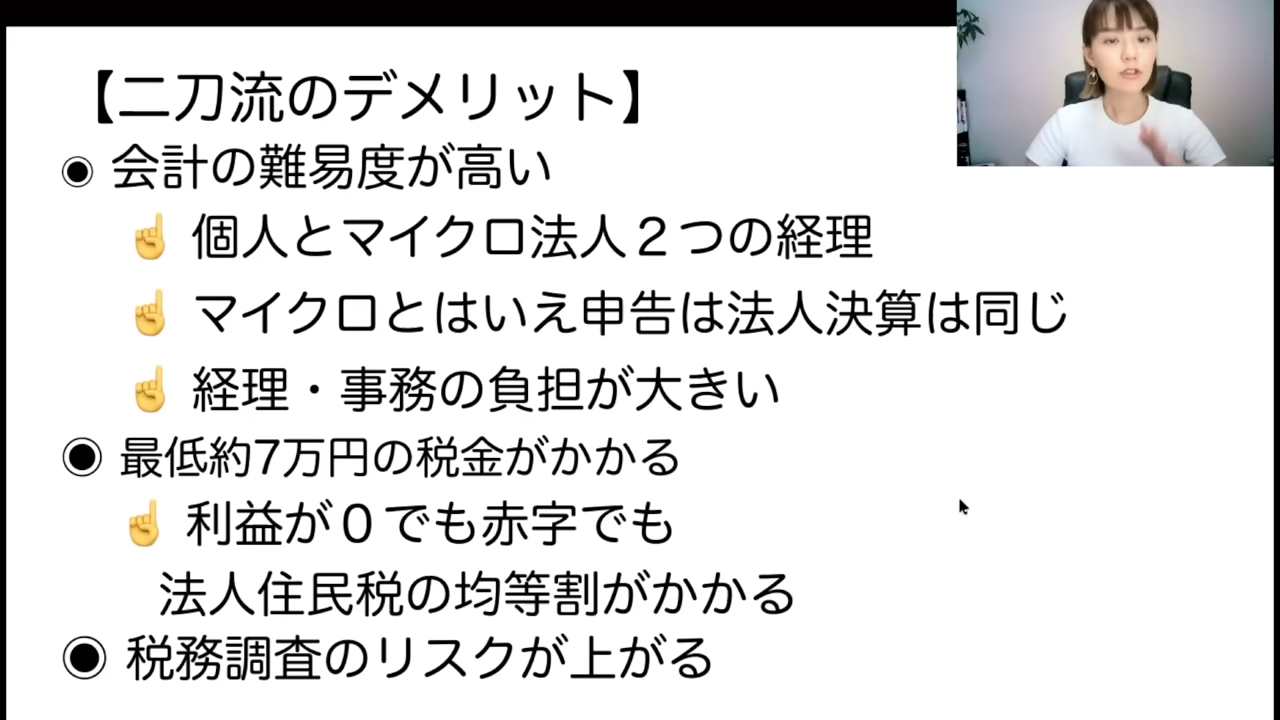 【二刀流のデメリット】
◉ 会計の難易度が高い
☝ 個人とマイクロ法人２つの経理
☝ マイクロとはいえ申告は法人決算は同じ
☝ 経理・事務の負担が大きい
◉ 最低約7万円の税金がかかる
☝ 利益が０でも赤字でも
法人住民税の均等割がかかる
◉ 税務調査のリスクが上がる